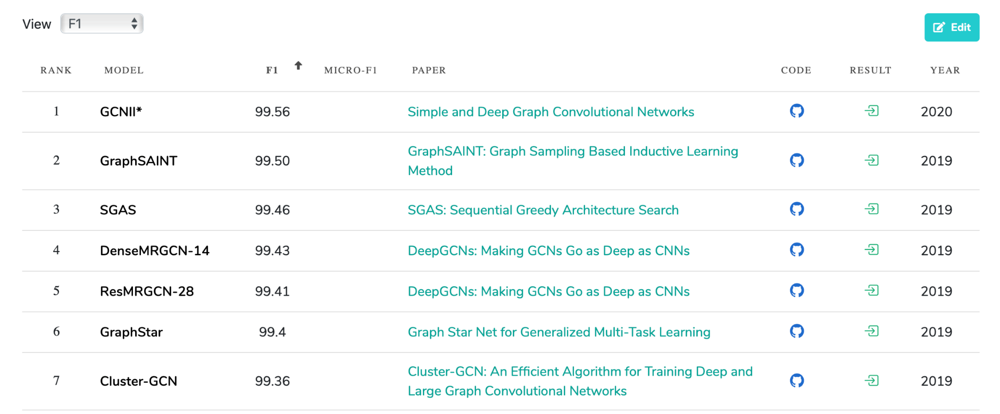 View F1 Edit
RANK MODEL F1 MICRO-F1 PAPER CODE RESULT YEAR
1 GCNII* 99.56 Simple and Deep Graph Convolutional Networks 2020
GraphSAINT: Graph Sampling Based Inductive Learning
2 GraphSAINT 99.50 2019
Method
3 SGAS 99.46 SGAS: Sequential Greedy Architecture Search 2019
4 DenseMRGCN-14 99.43 DeepGCNs: Making GCNs Go as Deep as CNNs 2019
5 ResMRGCN-28 99.41 DeepGCNs: Making GCNs Go as Deep as CNNs 2019
6 GraphStar 99.4 Graph Star Net for Generalized Multi-Task Learning 2019
Cluster-GCN: An Efficient Algorithm for Training Deep and
7 Cluster-GCN 99.36 2019
Large Graph Convolutional Networks